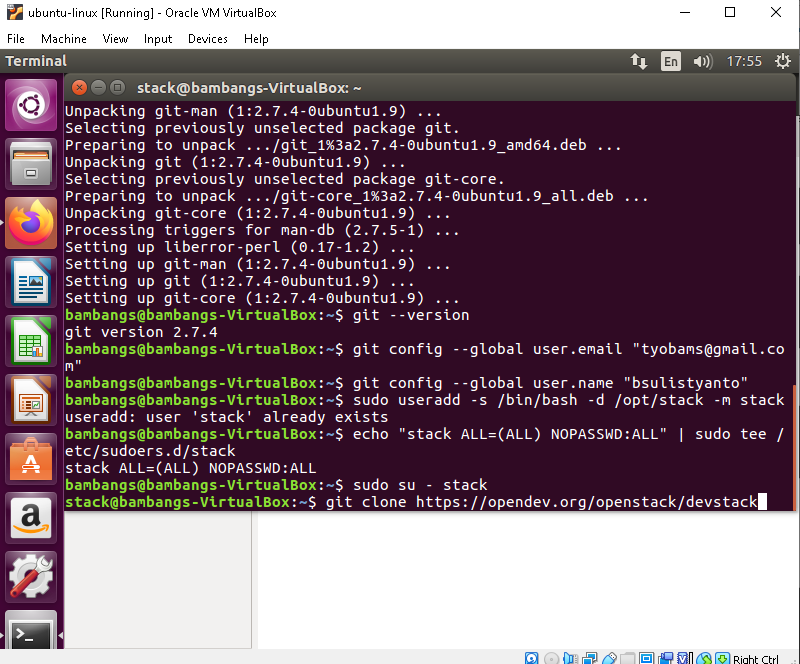 ubuntu-linux [Running] - Oracle VM VirtualBox
File Machine View Input Devices Help
Terminal
En
17:55
stack@bambangs-VirtualBox: ~
Unpacking git-man (1:2.7.4-0ubuntu1.9) ...
Selecting previously unselected package git.
Preparing to unpack .../git_1%3a2.7.4-0ubuntu1.9_amd64.deb ...
Unpacking git (1:2.7.4-0ubuntu1.9) ...
Selecting previously unselected package git-core.
Preparing to unpack .../git-core_1%3a2.7.4-0ubuntu1.9_all.deb ...
Unpacking git-core (1:2.7.4-0ubuntu1.9) ...
Processing triggers for man-db (2.7.5-1) ...
Setting up liberror-perl (0.17-1.2) ...
Setting up git-man (1:2.7.4-0ubuntu1.9) ...
Setting up git (1:2.7.4-0ubuntu1.9) ...
Setting up git-core (1:2.7.4-0ubuntu1.9) ...
bambangs@bambangs-VirtualBox:~$ git --version
git version 2.7.4
bambangs@bambangs-VirtualBox:~$ git config --global user.email "tyobams@gmail.co
m"
bambangs@bambangs-VirtualBox:~$ git config --global user.name "bsulistyanto"
bambangs@bambangs-VirtualBox:~$ sudo useradd -s /bin/bash -d /opt/stack -m stack
useradd: user 'stack' already exists
bambangs@bambangs-VirtualBox:~$ echo "stack ALL=(ALL) NOPASSWD:ALL" | sudo tee /
etc/sudoers.d/stack
stack ALL=(ALL) NOPASSWD:ALL
bambangs@bambangs-VirtualBox:~$ sudo su - stack
stack@bambangs-VirtualBox:~$ git clone https://opendev.org/openstack/devstack
Right Ctrl